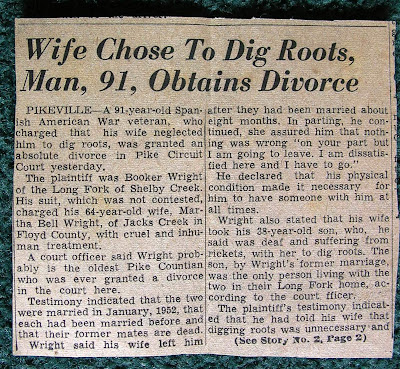 Wife Chose To Dig Roots,
Man, 91, Obtains Divorce
PIKEVILLE—A 91-year-old Span-
ish American War veteran, who
charged that his wife neglected
him to dig roots, was granted an
absolute divorce in Pike Circuit
Court yesterday.
The plaintiff was Booker Wright
of the Long Fork of Shelby Creek.
His suit, which was not contested,
charged his 64-year-old wife, Mar-
tha Bell Wright, of Jacks Creek in
Floyd County, with cruel and inhu-
man treatment.
A court officer said Wright prob-
ably is the oldest Pike Countian
who was ever granted a divorce
in the court here.
Testimony indicated that the two
were married in January, 1952, that
each had been married before and
that their former mates are dead.
Wright said his wife left him
after they had been married about
eight months. In parting, he con-
tinued, she assured him that noth-
ing was wrong "on your part but
I am going to leave. I am dissatis-
fied here and I have to go."
He declared that his physical
condition made it necessary for
him to have someone with him at
all times.
Wright also stated that his wife
took his 38-year-old son, who, he
said was deaf and suffering from
rickets, with her to dig roots. The
son, by Wright's former marriage,
was the only person living with the
two in their Long Fork home, ac-
cording to the court fficer.
The plaintiff's testimony indicat-
ed that he had told his wife that
digging roots was unnecessary and
(See Story No. 2, Page 2)